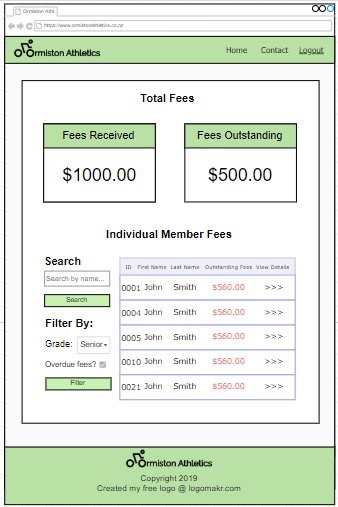 Ormiston Athl
https://www.ormistonathletics.co.nz
Ormiston Athletics
Home Contact Logout
Total Fees
Fees Received Fees Outstanding
$1000.00 $500.00
Individual Member Fees
Search
Search by name...
Search
Filter By:
Grade: Senior
Overdue fees?
Filter
ID First Name Last Name Outstanding Fees View Details
0001 John Smith $560.00 >>>
0004 John Smith $560.00 >>>
0005 John Smith $560.00 >>>
0010 John Smith $560.00 >>>
0021 John Smith $560.00 >>>
Ormiston Athletics
Copyright 2019
Created my free logo @ logomakr.com